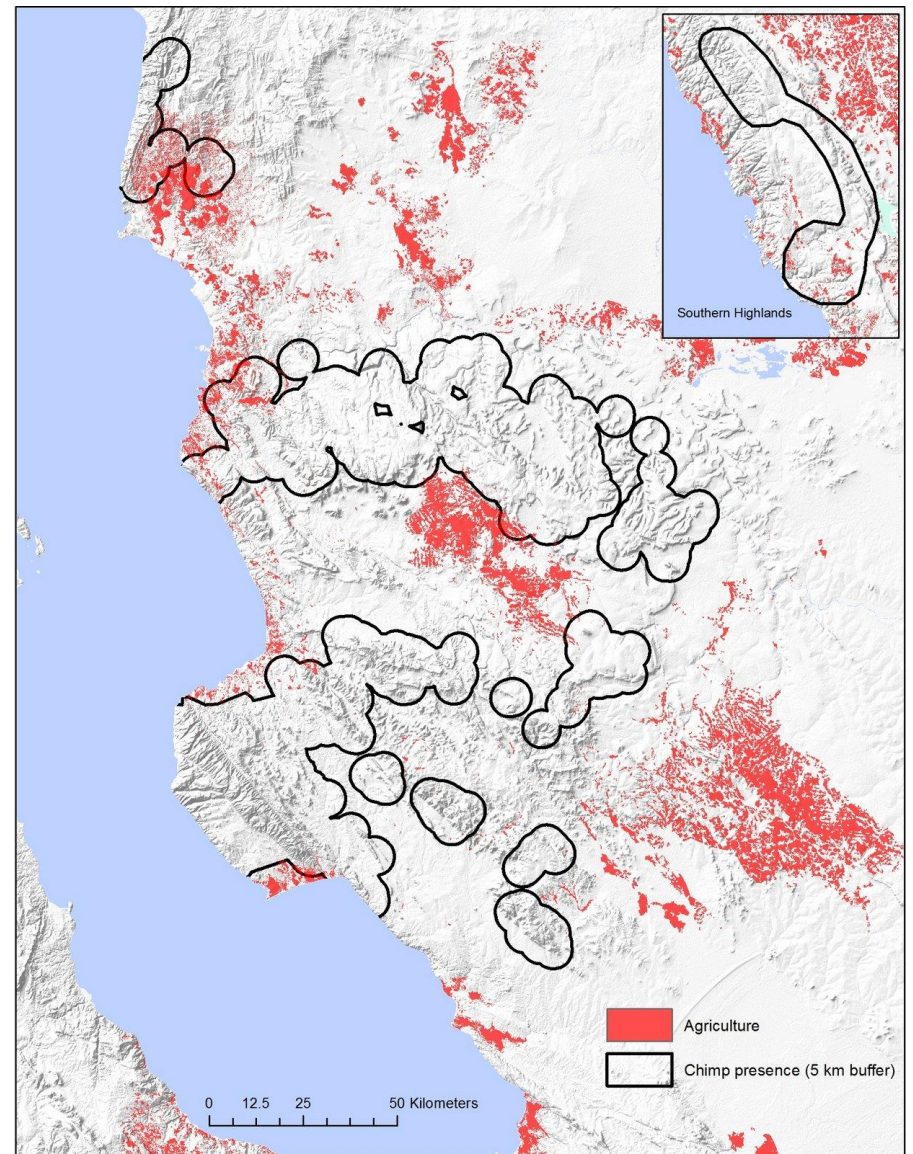 Southern Highlands
Agriculture
Chimp presence (5 km buffer)
0 12.5 25 50 Kilometers